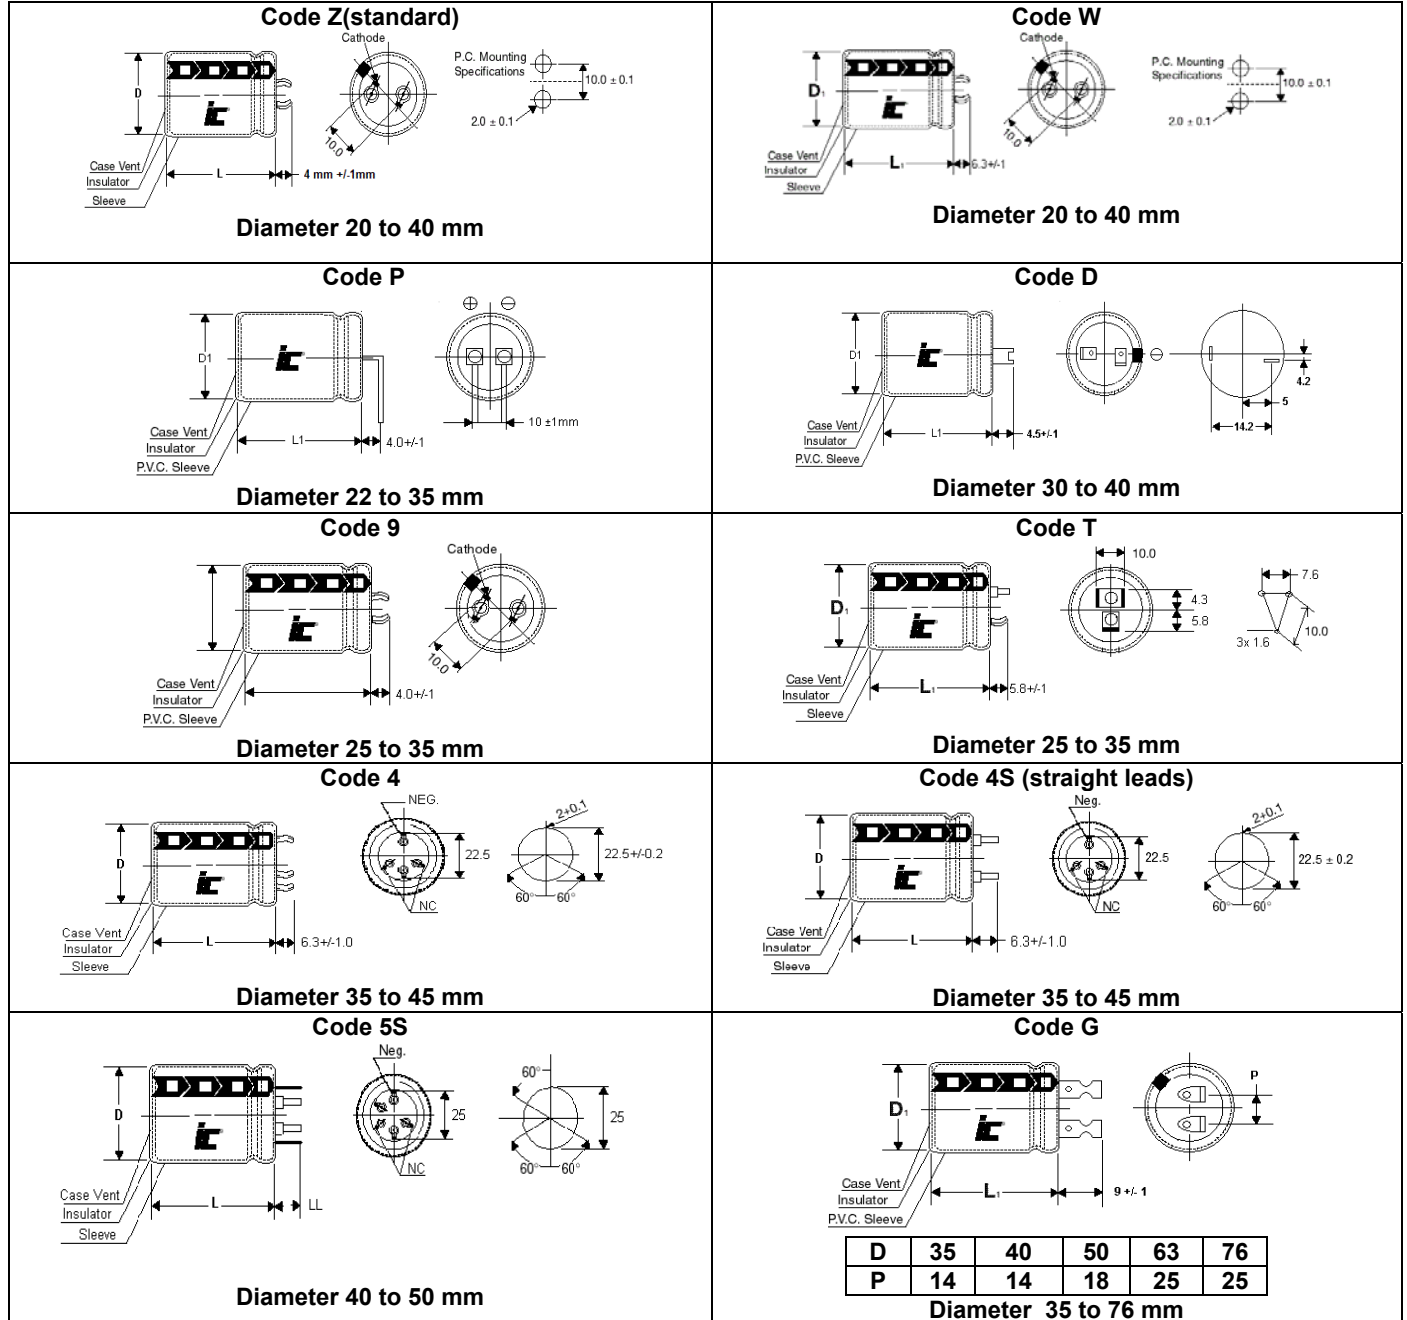 Code Z(standard)
Cathode
P.C. Mounting
Specifications
10.0 ± 0.1
D
iC
2.0 ± 0.1
10.0
Case Vent
Insulator
Sleeve
L
4 mm +/-1mm
Diameter 20 to 40 mm
Code W
Cathode
P.C. Mounting
Specifications
10.0 ± 0.1
D1
iC
2.0 ± 0.1
10.0
Case Vent
Insulator
Sleeve
L1
6.3+/-1
Diameter 20 to 40 mm
Code P
⊕ ⊖
D1
iC
10 ±1mm
Case Vent
Insulator
P.V.C. Sleeve
L1
4.0+/-1
Diameter 22 to 35 mm
Code D
D1
iC
⊖
4.2
5
14.2
Case Vent
Insulator
P.V.C. Sleeve
L1
4.5+/-1
Diameter 30 to 40 mm
Code 9
Cathode
iC
10.0
Case Vent
Insulator
P.V.C. Sleeve
4.0+/-1
Diameter 25 to 35 mm
Code T
10.0
7.6
D1
4.3
5.8
iC
10.0
3x 1.6
Case Vent
Insulator
Sleeve
L1
5.8+/-1
Diameter 25 to 35 mm
Code 4
NEG.
2+0.1
D
22.5
22.5+/-0.2
iC
60° 60°
NC
Case Vent
Insulator
Sleeve
L
6.3+/-1.0
Diameter 35 to 45 mm
Code 4S (straight leads)
Neg.
2+0.1
D
22.5
22.5 ± 0.2
iC
60° 60°
NC
Case Vent
Insulator
Sleeve
L
6.3+/-1.0
Diameter 35 to 45 mm
Code 5S
Neg.
60°
D
25
25
iC
NC
60° 60°
Case Vent
Insulator
Sleeve
L
LL
Diameter 40 to 50 mm
Code G
P
D1
iC
Case Vent
Insulator
P.V.C. Sleeve
L1
9 +/- 1
D 35 40 50 63 76
P 14 14 18 25 25
Diameter 35 to 76 mm